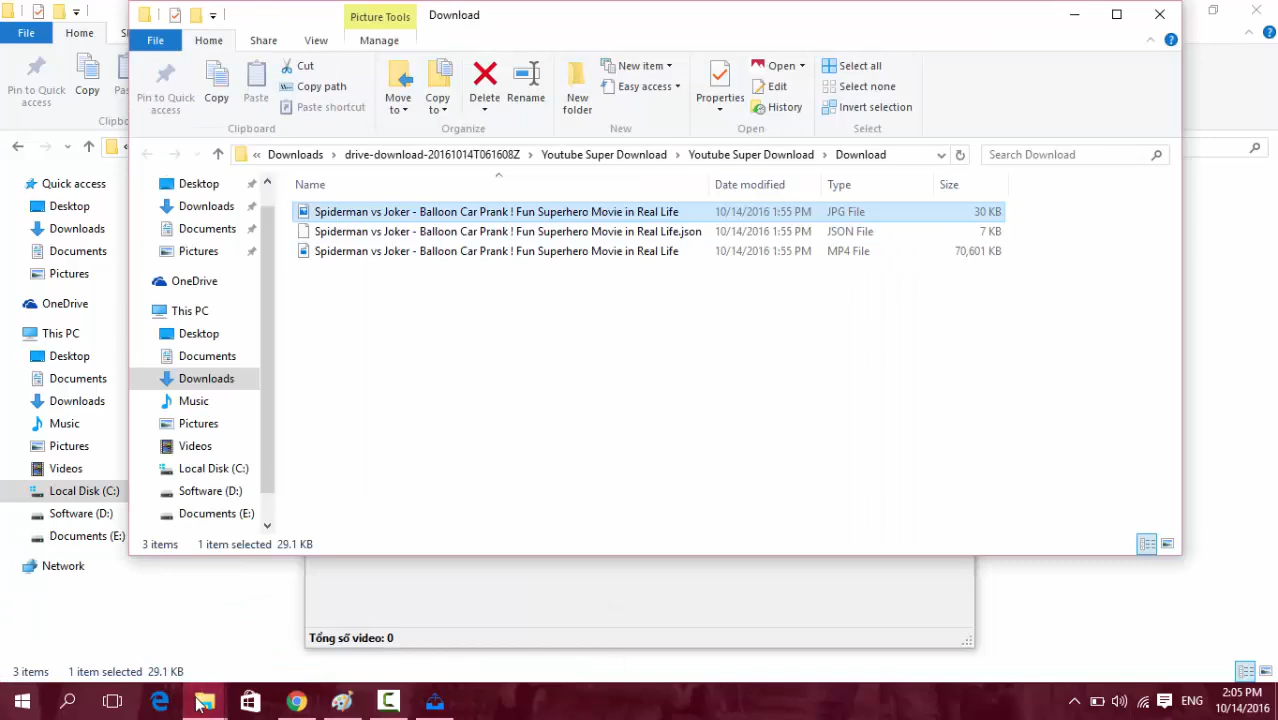 Picture Tools
Download
File
Home
File
Home
Share
View
Manage
Pin to Quick access
Copy
Clipbo
Pin to Quick access
Copy
Paste
Cut
Copy path
Paste shortcut
Clipboard
Move to
Copy to
Delete
Rename
Organize
New folder
New item
Easy access
New
Properties
Open
Edit
History
Open
Select all
Select none
Invert selection
Select
«
« Downloads › drive-download-20161014T061608Z › Youtube Super Download › Youtube Super Download › Download
Search Download
Quick access
Desktop
Downloads
Documents
Pictures
OneDrive
This PC
Desktop
Documents
Downloads
Music
Pictures
Videos
Local Disk (C:)
Software (D:)
Documents (E:)
Network
Desktop
Downloads
Documents
Pictures
OneDrive
This PC
Desktop
Documents
Downloads
Music
Pictures
Videos
Local Disk (C:)
Software (D:)
Documents (E:)
Name Date modified Type Size
Spiderman vs Joker - Balloon Car Prank ! Fun Superhero Movie in Real Life 10/14/2016 1:55 PM JPG File 30 KB
Spiderman vs Joker - Balloon Car Prank ! Fun Superhero Movie in Real Life.json 10/14/2016 1:55 PM JSON File 7 KB
Spiderman vs Joker - Balloon Car Prank ! Fun Superhero Movie in Real Life 10/14/2016 1:55 PM MP4 File 70,601 KB
3 items 1 item selected 29.1 KB
Tổng số video: 0
3 items 1 item selected 29.1 KB
ENG
2:05 PM
10/14/2016